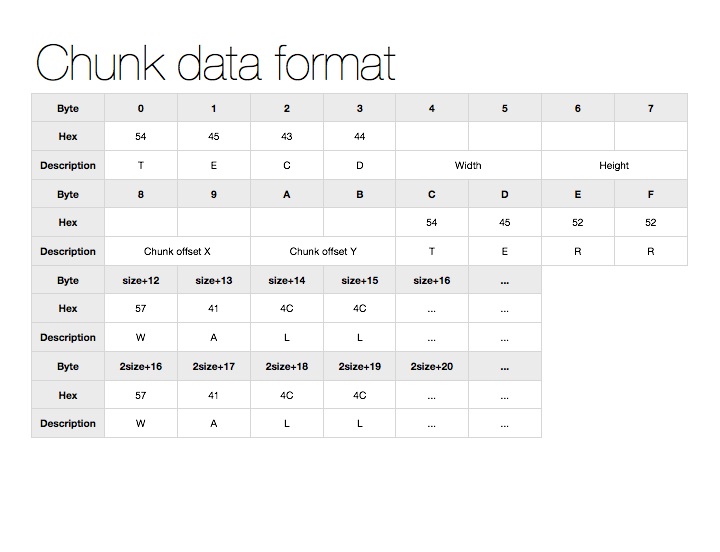 Chunk data format
Byte 0 1 2 3 4 5 6 7
Hex 54 45 43 44
Description T E C D Width Height
Byte 8 9 A B C D E F
Hex 54 45 52 52
Description Chunk offset X Chunk offset Y T E R R
Byte size+12 size+13 size+14 size+15 size+16 ...
Hex 57 41 4C 4C ... ...
Description W A L L ... ...
Byte 2size+16 2size+17 2size+18 2size+19 2size+20 ...
Hex 57 41 4C 4C ... ...
Description W A L L ... ...